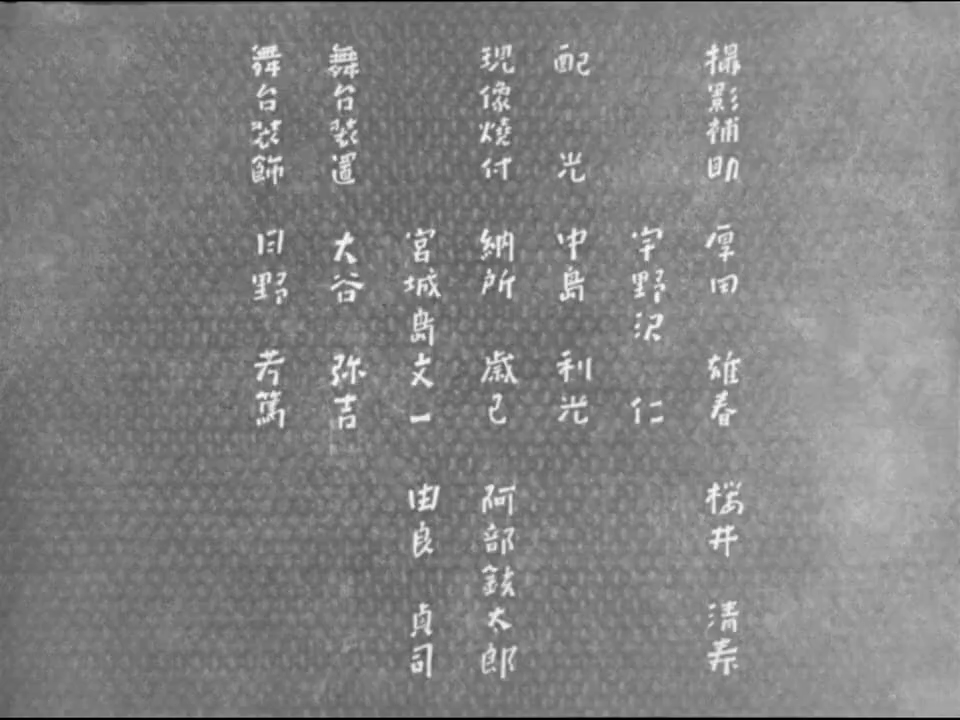 撮影補助 厚田 雄春 桜井 清寿
宇野沢 仁
配光 中島 利光
現像焼付 納所 歳己 阿部鉉太郎
宮城島文一 由良 貞司
舞台装置 大谷 弥吉
舞台装飾 日野 芳篤